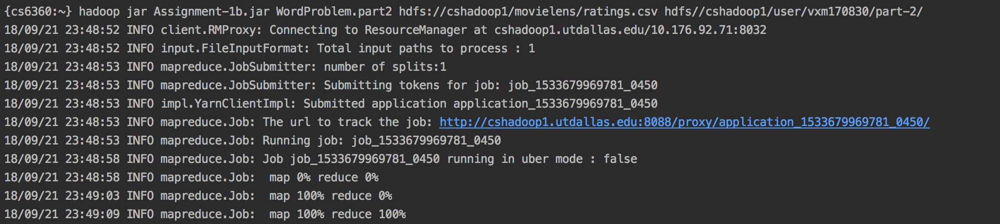 {cs6360:~} hadoop jar Assignment-1b.jar WordProblem.part2 hdfs://cshadoop1/movielens/ratings.csv hdfs//cshadoop1/user/vxm170830/part-2/
18/09/21 23:48:52 INFO client.RMProxy: Connecting to ResourceManager at cshadoop1.utdallas.edu/10.176.92.71:8032
18/09/21 23:48:52 INFO input.FileInputFormat: Total input paths to process : 1
18/09/21 23:48:53 INFO mapreduce.JobSubmitter: number of splits:1
18/09/21 23:48:53 INFO mapreduce.JobSubmitter: Submitting tokens for job: job_1533679969781_0450
18/09/21 23:48:53 INFO impl.YarnClientImpl: Submitted application application_1533679969781_0450
18/09/21 23:48:53 INFO mapreduce.Job: The url to track the job: http://cshadoop1.utdallas.edu:8088/proxy/application_1533679969781_0450/
18/09/21 23:48:53 INFO mapreduce.Job: Running job: job_1533679969781_0450
18/09/21 23:48:58 INFO mapreduce.Job: Job job_1533679969781_0450 running in uber mode : false
18/09/21 23:48:58 INFO mapreduce.Job:  map 0% reduce 0%
18/09/21 23:49:03 INFO mapreduce.Job:  map 100% reduce 0%
18/09/21 23:49:09 INFO mapreduce.Job:  map 100% reduce 100%